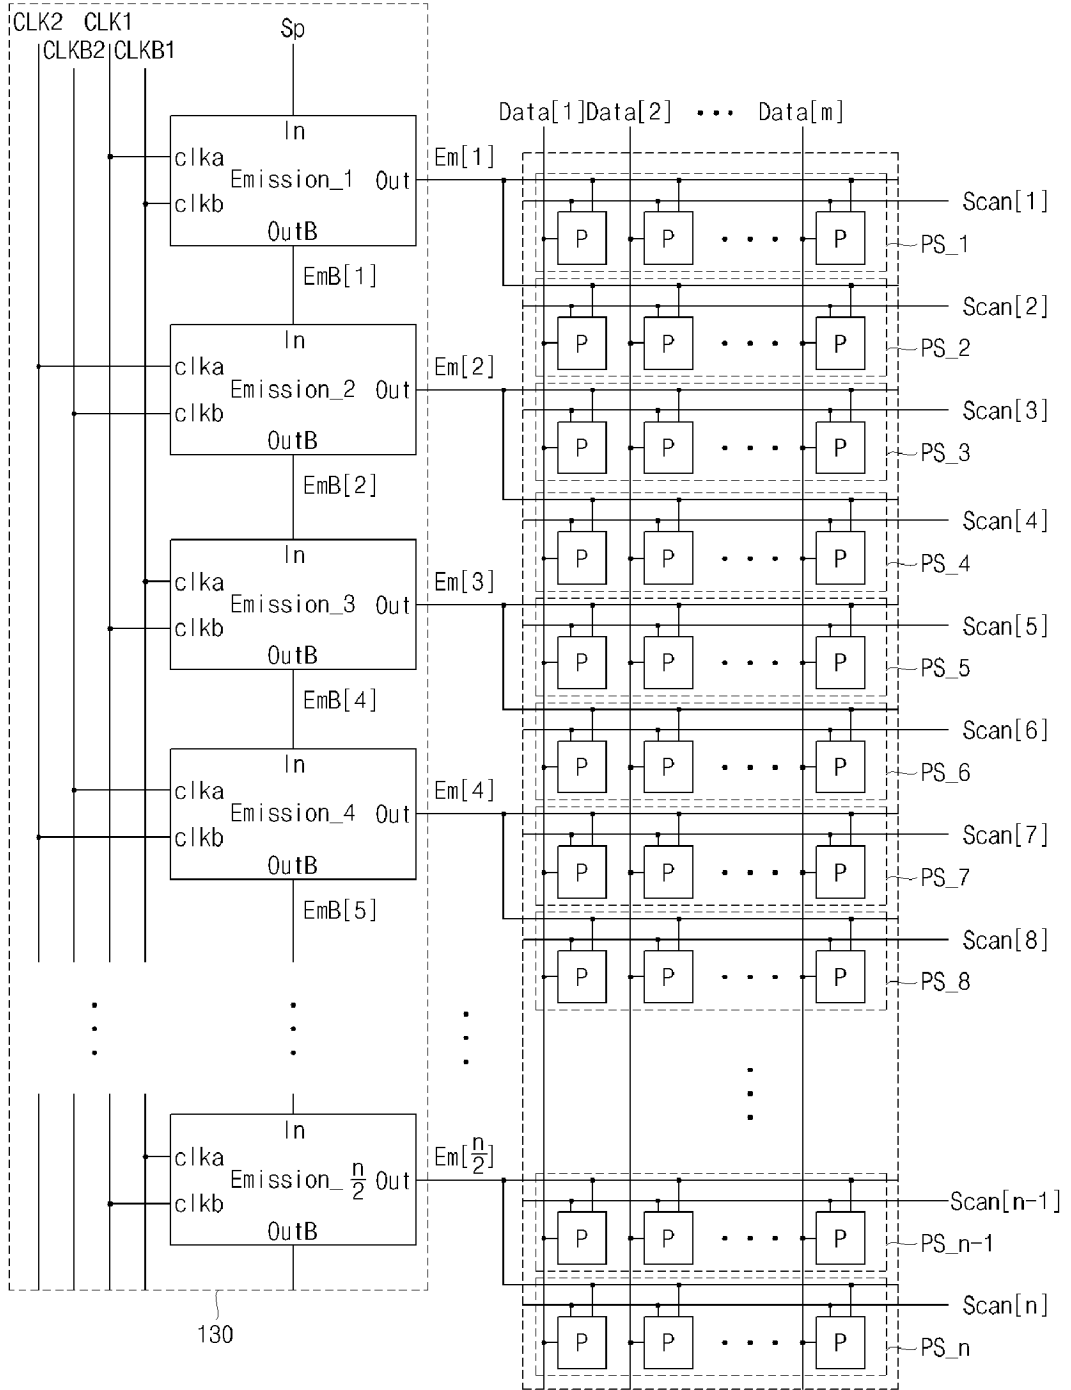 CLK2 CLK1
CLKB2 CLKB1
Sp
Data[1] Data[2] ... Data[m]
In
clka
Emission_1 Out
clkb
OutB
Em[1]
Scan[1]
P P .... P
PS_1
EmB[1]
Scan[2]
P P .... P
PS_2
In
clka
Emission_2 Out
clkb
OutB
Em[2]
Scan[3]
P P .... P
PS_3
EmB[2]
Scan[4]
P P .... P
PS_4
In
clka
Emission_3 Out
clkb
OutB
Em[3]
Scan[5]
P P .... P
PS_5
EmB[4]
Scan[6]
P P .... P
PS_6
In
clka
Emission_4 Out
clkb
OutB
Em[4]
Scan[7]
P P .... P
PS_7
EmB[5]
Scan[8]
P P .... P
PS_8
In
clka
Emission_n/2 Out
clkb
OutB
Em[n/2]
Scan[n-1]
P P .... P
PS_n-1
Scan[n]
P P .... P
PS_n
130